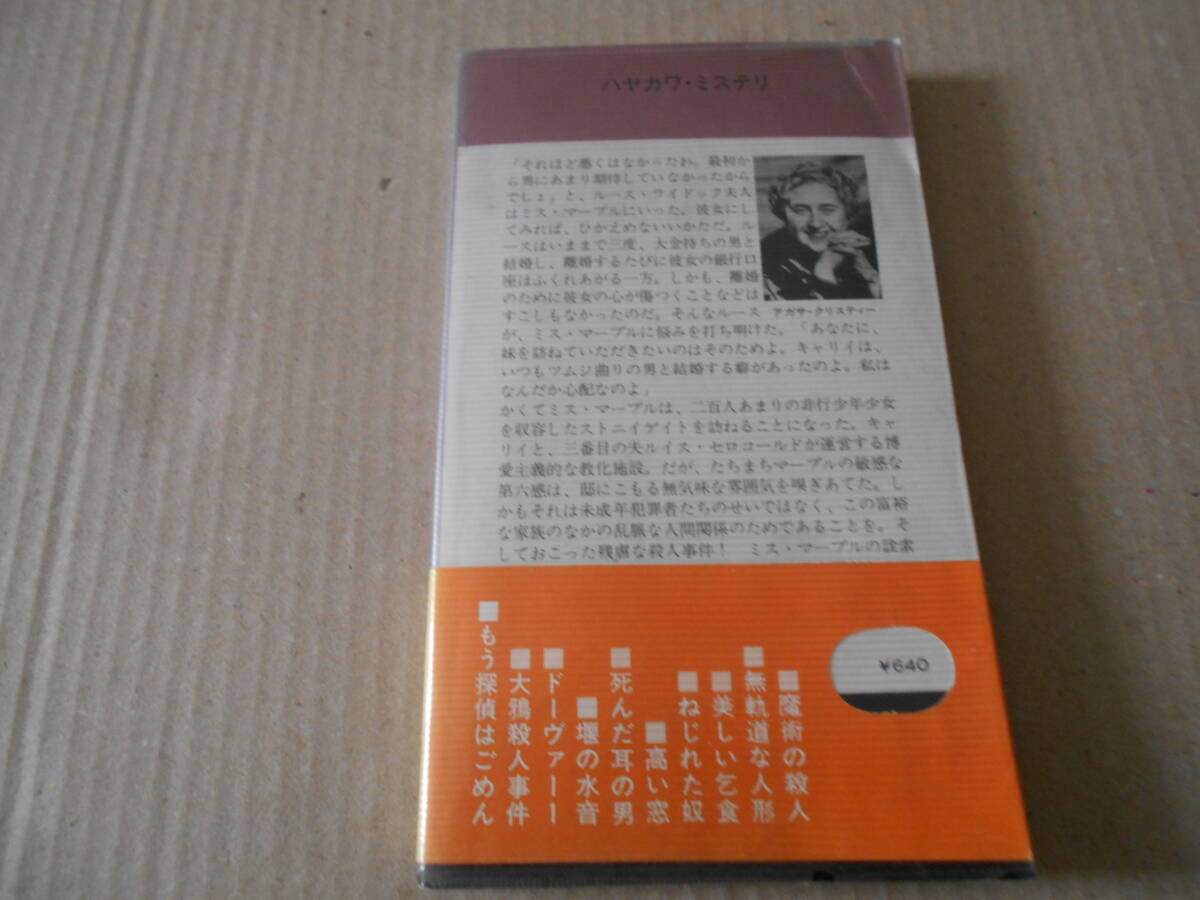 ハヤカワ・ミステリ
「それほど悪くはなかったわ。最初か
ら男にあまり期待していなかったから
でしょ」と、ルース・ヴァイドック夫人
はミス・マープルにいった。彼女にし
てみれば、ひかえめないいかただ。ル
ースはいままで三度、大金持ちの男と
結婚し、離婚するたびに彼女の銀行口
座はふくれあがる一方。しかも、離婚
のために彼女の心が傷つくことなどは
すこしもなかったのだ。そんなルース
アガサ・クリスティー
が、ミス・マープルに悩みを打ち明けた。「あなたに、
妹を訪ねていただきたいのはそのためよ。キャリイは、
いつもツムジ曲りの男と結婚する癖があったのよ。私は
なんだか心配なのよ」
かくてミス・マープルは、二百人あまりの非行少年少女
を収容したストニイゲイトを訪ねることになった。キャ
リイと、三番目の夫ルイス・セロコールドが運営する博
愛主義的な教化施設。だが、たちまちマープルの敏感な
第六感は、邸にこもる無気味な雰囲気を嗅ぎあてた。し
かもそれは未成年犯罪者たちのせいではなく、この富裕
な家族のなかの乱脈な人間関係のためであることを。そ
しておこった残虐な殺人事件！ ミス・マープルの詮索
¥640
■魔術の殺人
■無軌道な人形
■美しい乞食
■ねじれた奴
■高い窓
■死んだ耳の男
■堰の水音
■ドーヴァー1
■大鴉殺人事件
■もう探偵はごめん